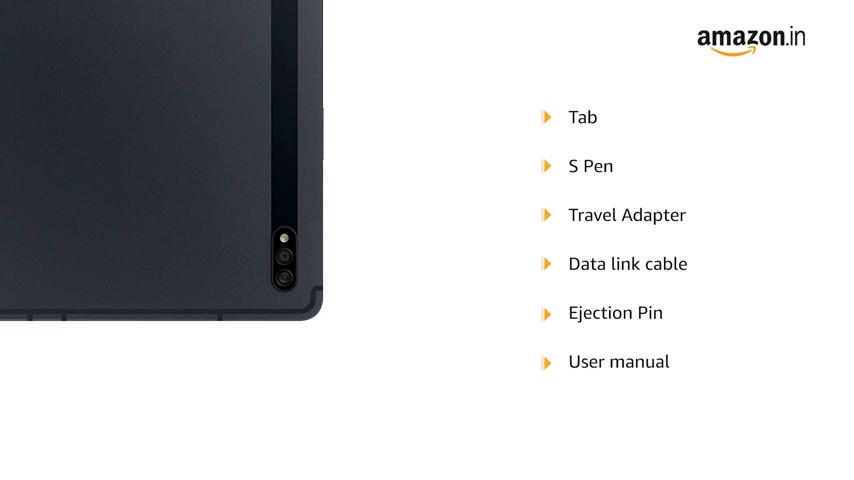 amazon.in
Tab
S Pen
Travel Adapter
Data link cable
Ejection Pin
User manual